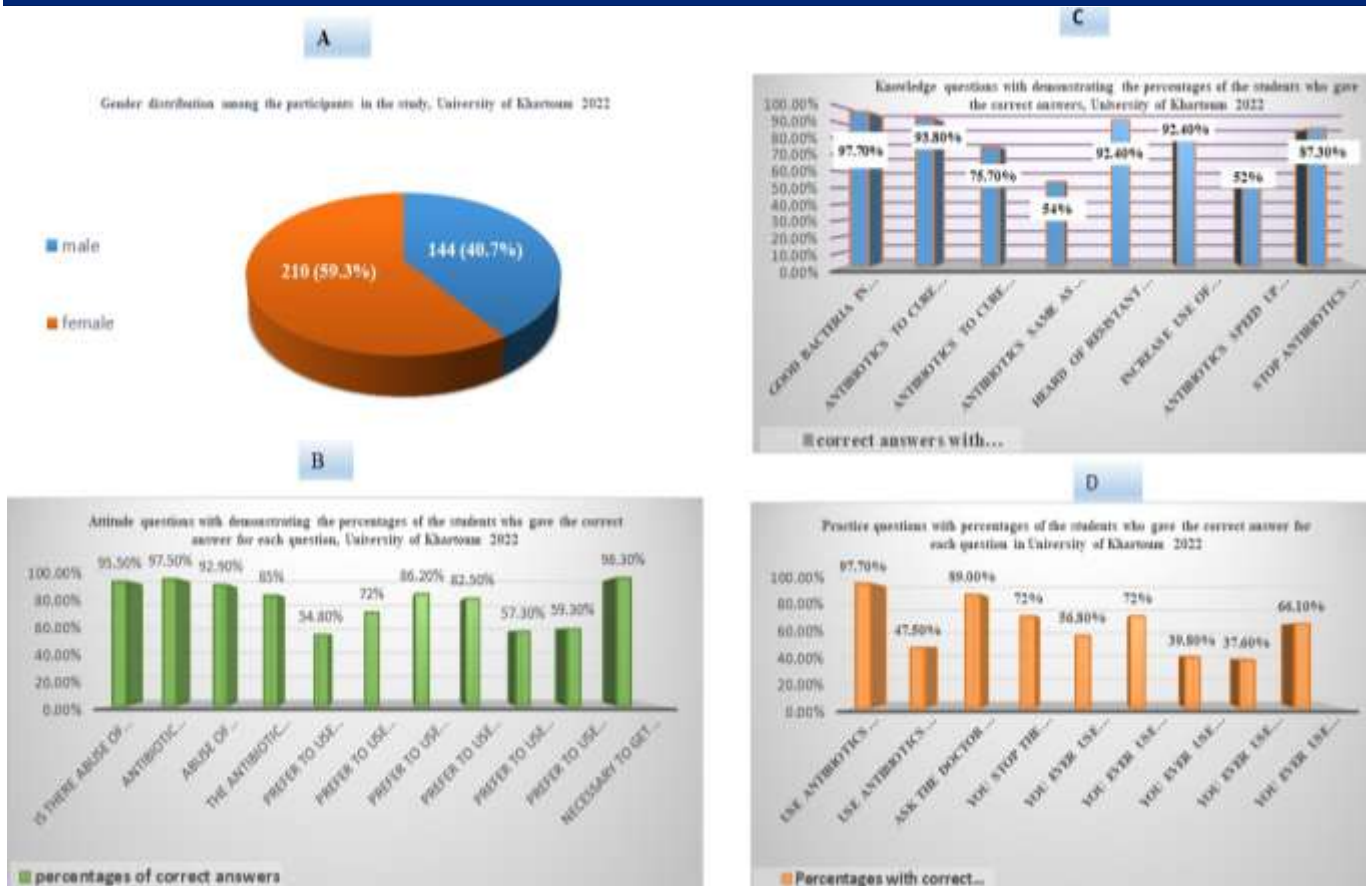 A
Gender distribution among the participants in the study, University of Khartoum 2022
144 (40.7%)
210 (59.3%)
male
female
B
Attitude questions with demonstrating the percentages of the students who gave the correct
answer for each question, University of Khartoum 2022
95.50% 97.50% 92.90% 85% 54.80% 72% 86.20% 82.50% 57.30% 59.30% 98.30%
100.00%
80.00%
60.00%
40.00%
20.00%
0.00%
IS THERE ABUSE OF...
ANTIBIOTIC...
ABUSE OF...
THE ANTIBIOTIC...
PREFER TO USE...
PREFER TO USE...
PREFER TO USE...
PREFER TO USE...
PREFER TO USE...
PREFER TO USE...
NECESSARY TO GET...
percentages of correct answers
C
Knowledge questions with demonstrating the percentages of the students who gave
the correct answers, University of Khartoum 2022
100.00%
90.00%
80.00%
70.00%
60.00%
50.00%
40.00%
30.00%
20.00%
10.00%
0.00%
97.70% 93.80% 75.70% 54% 92.40% 92.40% 52% 87.30%
GOOD BACTERIA IN...
ANTIBIOTICS TO CURE...
ANTIBIOTICS TO CURE...
ANTIBIOTICS SAME AS...
HEARD OF RESISTANT...
INCREASE USE OF...
ANTIBIOTICS SPEED UP...
STOP ANTIBIOTICS...
correct answers with...
D
Practice questions with percentages of the students who gave the correct answer for
each question in University of Khartoum 2022
97.70% 47.50% 89.00% 72% 56.80% 72% 39.80% 37.60% 66.10%
100.00%
80.00%
60.00%
40.00%
20.00%
0.00%
USE ANTIBIOTICS...
USE ANTIBIOTICS...
ASK THE DOCTOR...
YOU STOP THE...
YOU EVER USE...
YOU EVER USE...
YOU EVER USE...
YOU EVER USE...
YOU EVER USE...
Percentages with correct...